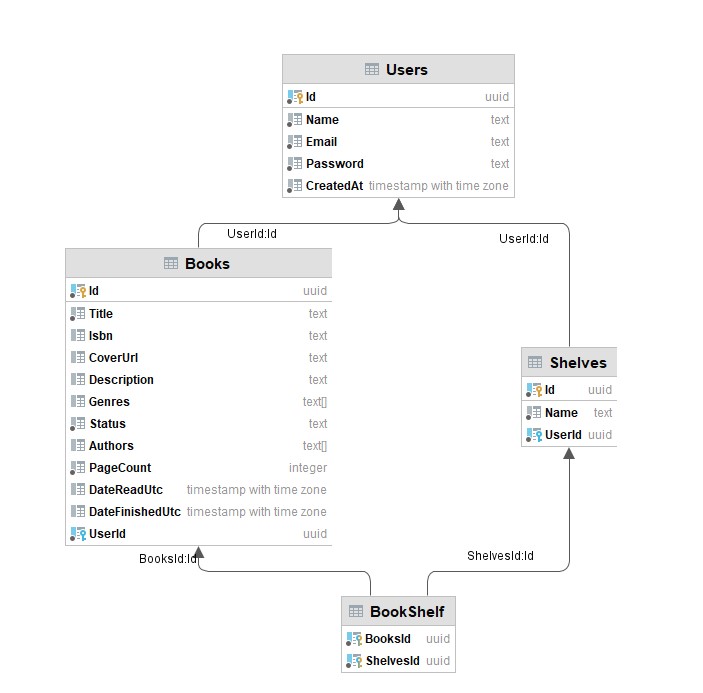 Users
Id uuid
Name text
Email text
Password text
CreatedAt timestamp with time zone
UserId:Id
UserId:Id
Books
Id uuid
Title text
Isbn text
CoverUrl text
Description text
Genres text[]
Status text
Authors text[]
PageCount integer
DateReadUtc timestamp with time zone
DateFinishedUtc timestamp with time zone
UserId uuid
Shelves
Id uuid
Name text
UserId uuid
BooksId:Id
ShelvesId:Id
BookShelf
BooksId uuid
ShelvesId uuid